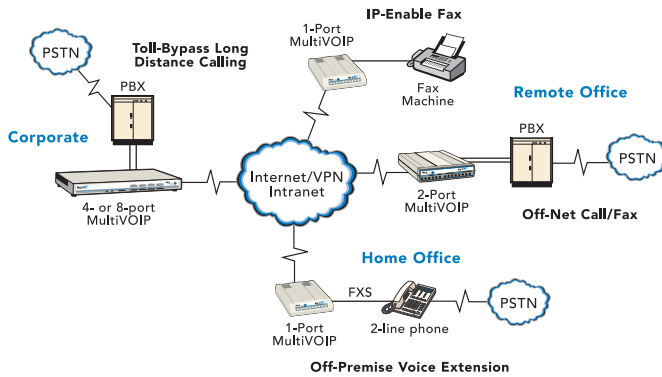 IP-Enable Fax
1-Port
MultiVOIP
Fax
Machine
Toll-Bypass Long
Distance Calling
PSTN
PBX
Corporate
4- or 8-port
MultiVOIP
Internet/VPN
Intranet
Remote Office
PBX
PSTN
2-Port
MultiVOIP
Off-Net Call/Fax
Home Office
FXS
1-Port
MultiVOIP
2-line phone
PSTN
Off-Premise Voice Extension